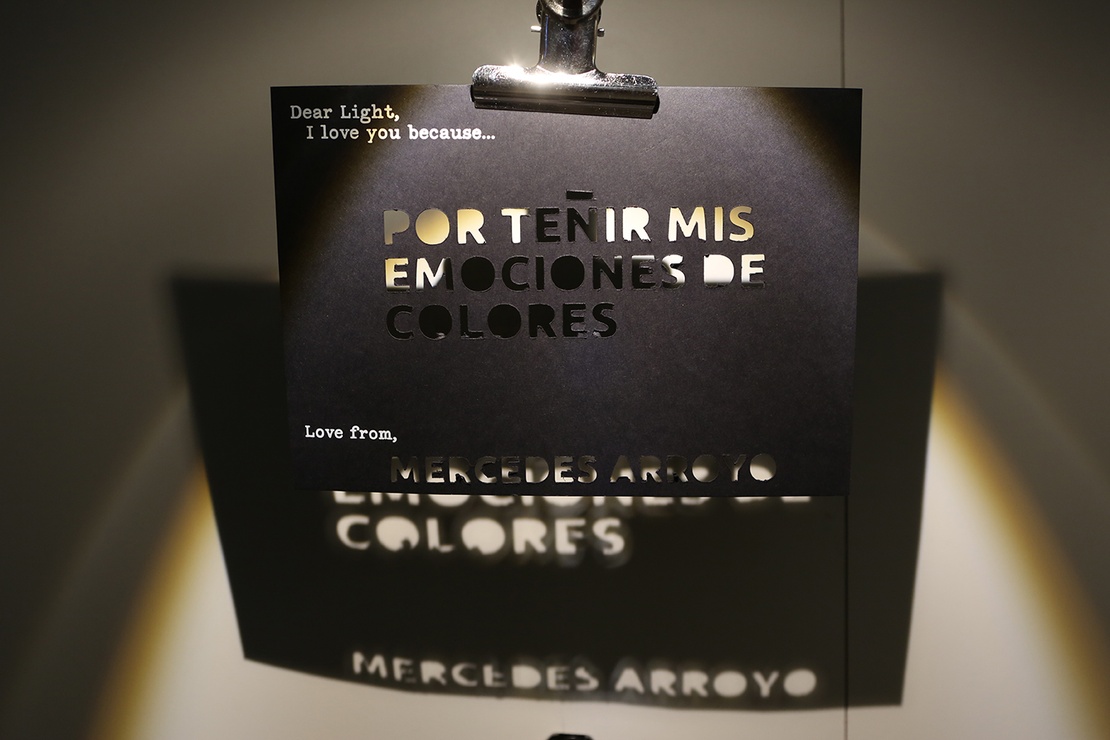 Dear Light,
I love you because...
POR TEÑIR MIS
EMOCIONES DE
COLORES
Love from,
MERCEDES ARROYO
EMOCIONES DE
COLORES
MERCEDES ARROYO